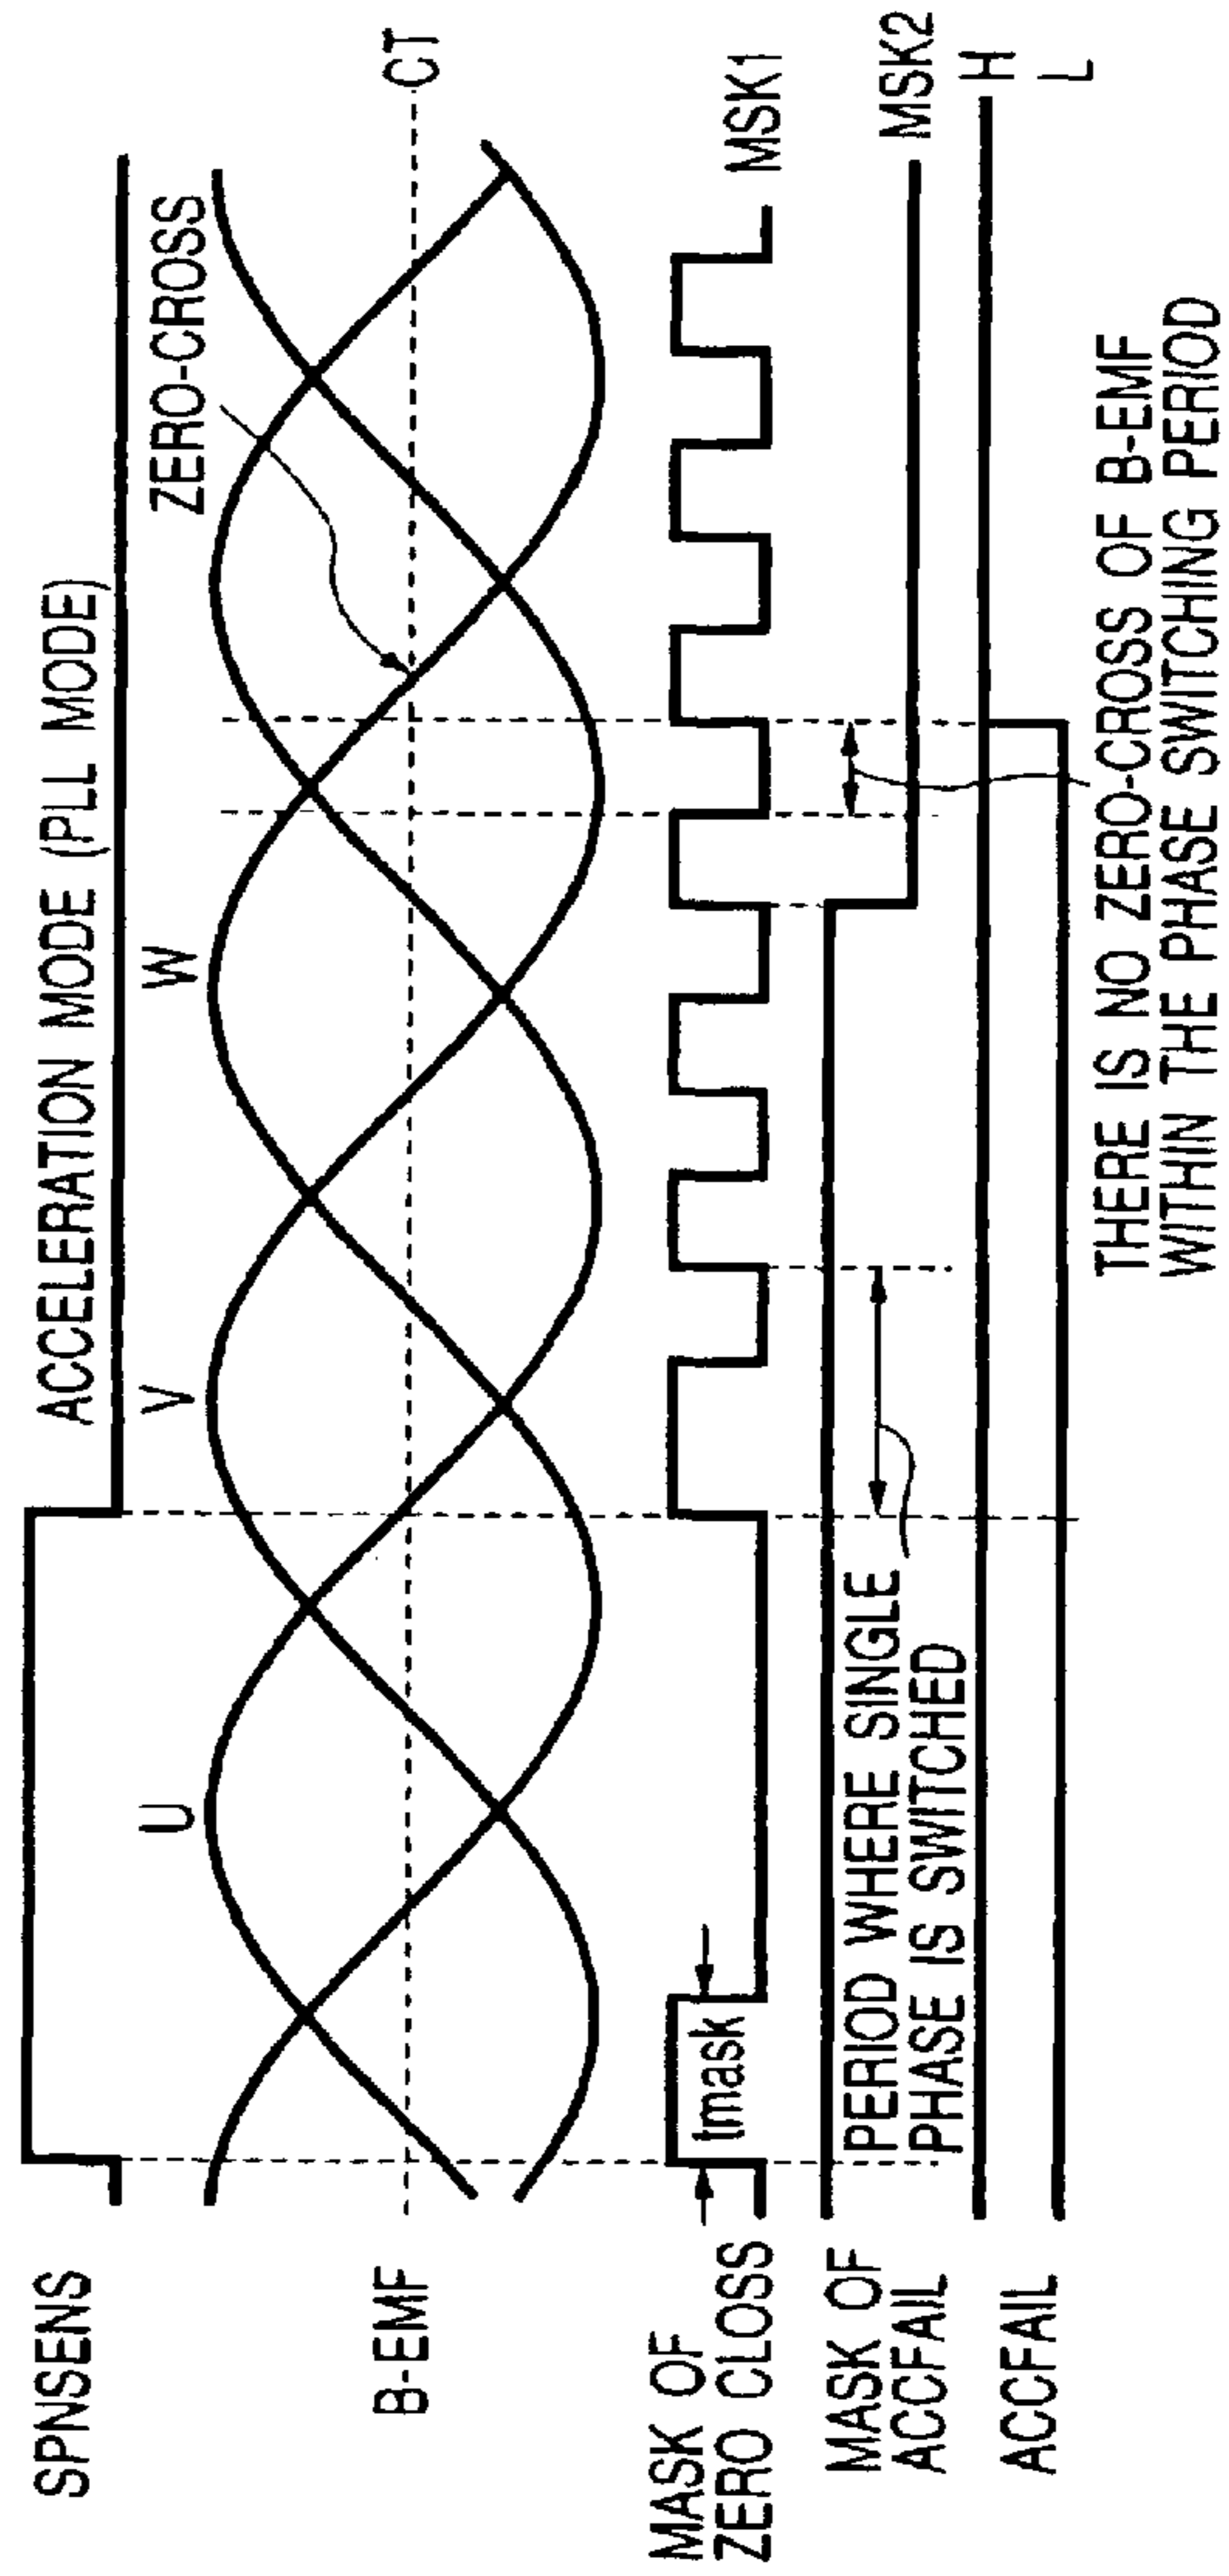 SPNSENS
ACCELERATION MODE (PLL MODE)
U
V
W
ZERO-CROSS
B-EMF
CT
MASK OF
ZERO CLOSS
tmask
MSK1
MASK OF
ACCFAIL
PERIOD WHERE SINGLE
PHASE IS SWITCHED
MSK2
ACCFAIL
H
L
THERE IS NO ZERO-CROSS OF B-EMF
WITHIN THE PHASE SWITCHING PERIOD